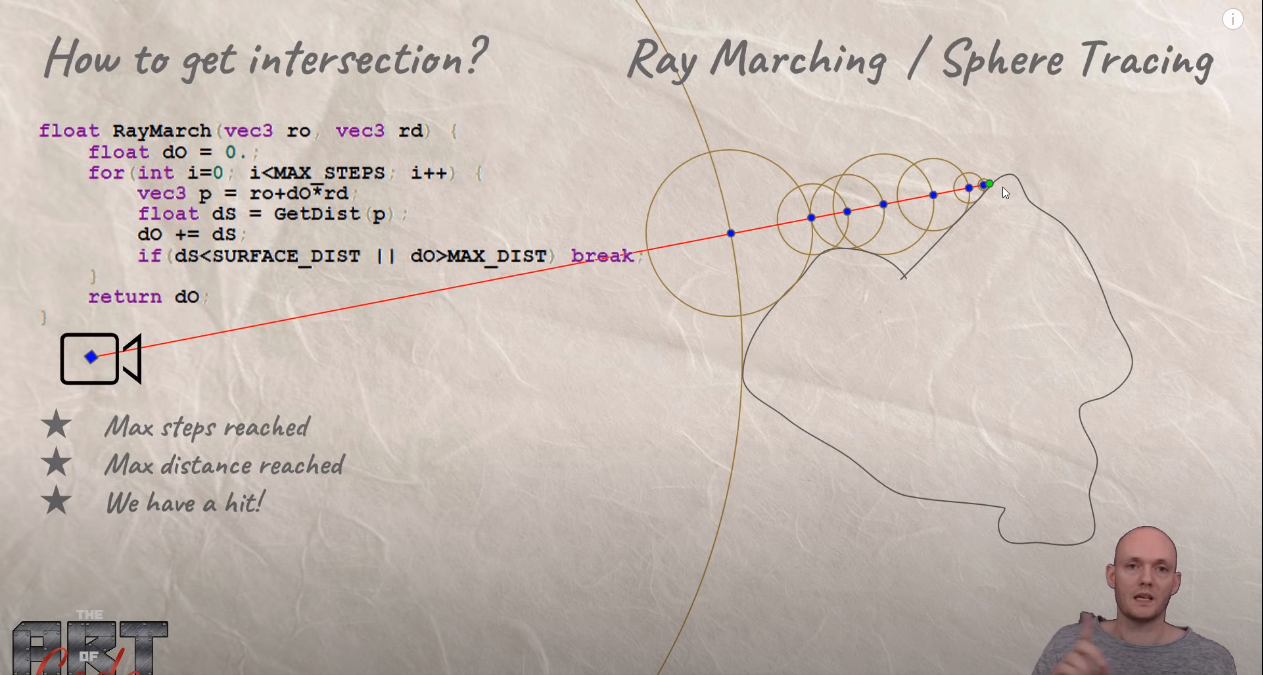 How to get intersection?
Ray Marching / Sphere Tracing
float RayMarch(vec3 ro, vec3 rd) {
float dO = 0.;
for(int i=0; i<MAX_STEPS; i++) {
vec3 p = ro+dO*rd;
float dS = GetDist(p);
dO += dS;
if(dS<SURFACE_DIST || dO>MAX_DIST) break;
}
return dO;
}
★ Max steps reached
★ Max distance reached
★ We have a hit!
THE
ART
OF
Code
i